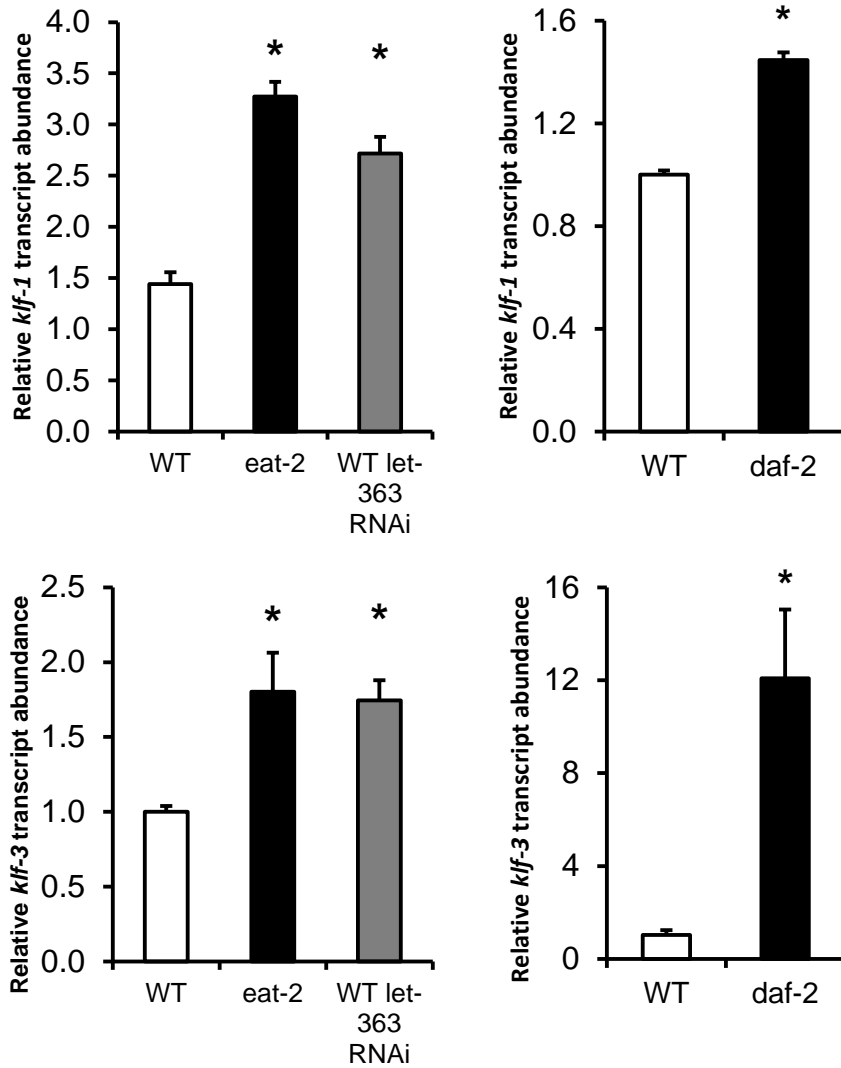 Relative klf-1 transcript abundance
4.0
3.5
3.0
2.5
2.0
1.5
1.0
0.5
0.0
*
*
WT
eat-2
WT let-
363
RNAi
Relative klf-1 transcript abundance
1.6
1.2
0.8
0.4
0.0
*
WT
daf-2
Relative klf-3 transcript abundance
2.5
2.0
1.5
1.0
0.5
0.0
*
*
WT
eat-2
WT let-
363
RNAi
Relative klf-3 transcript abundance
16
12
8
4
0
*
WT
daf-2